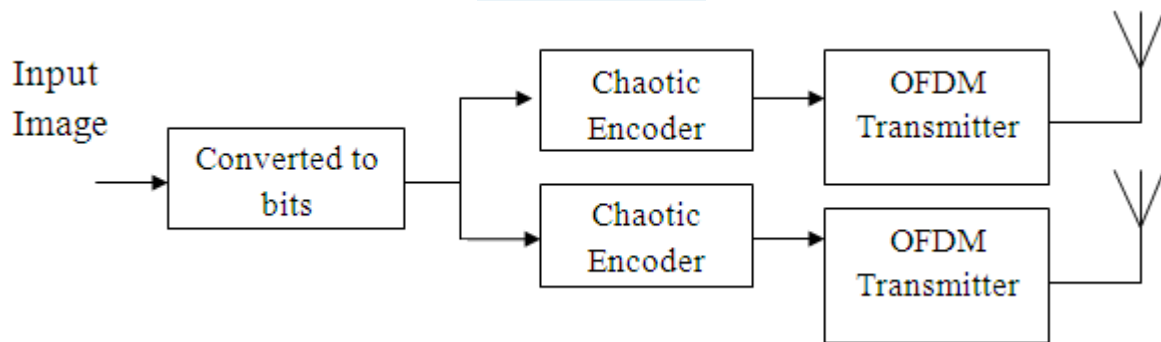 Input
Image
Converted to
bits
Chaotic
Encoder
OFDM
Transmitter
Chaotic
Encoder
OFDM
Transmitter